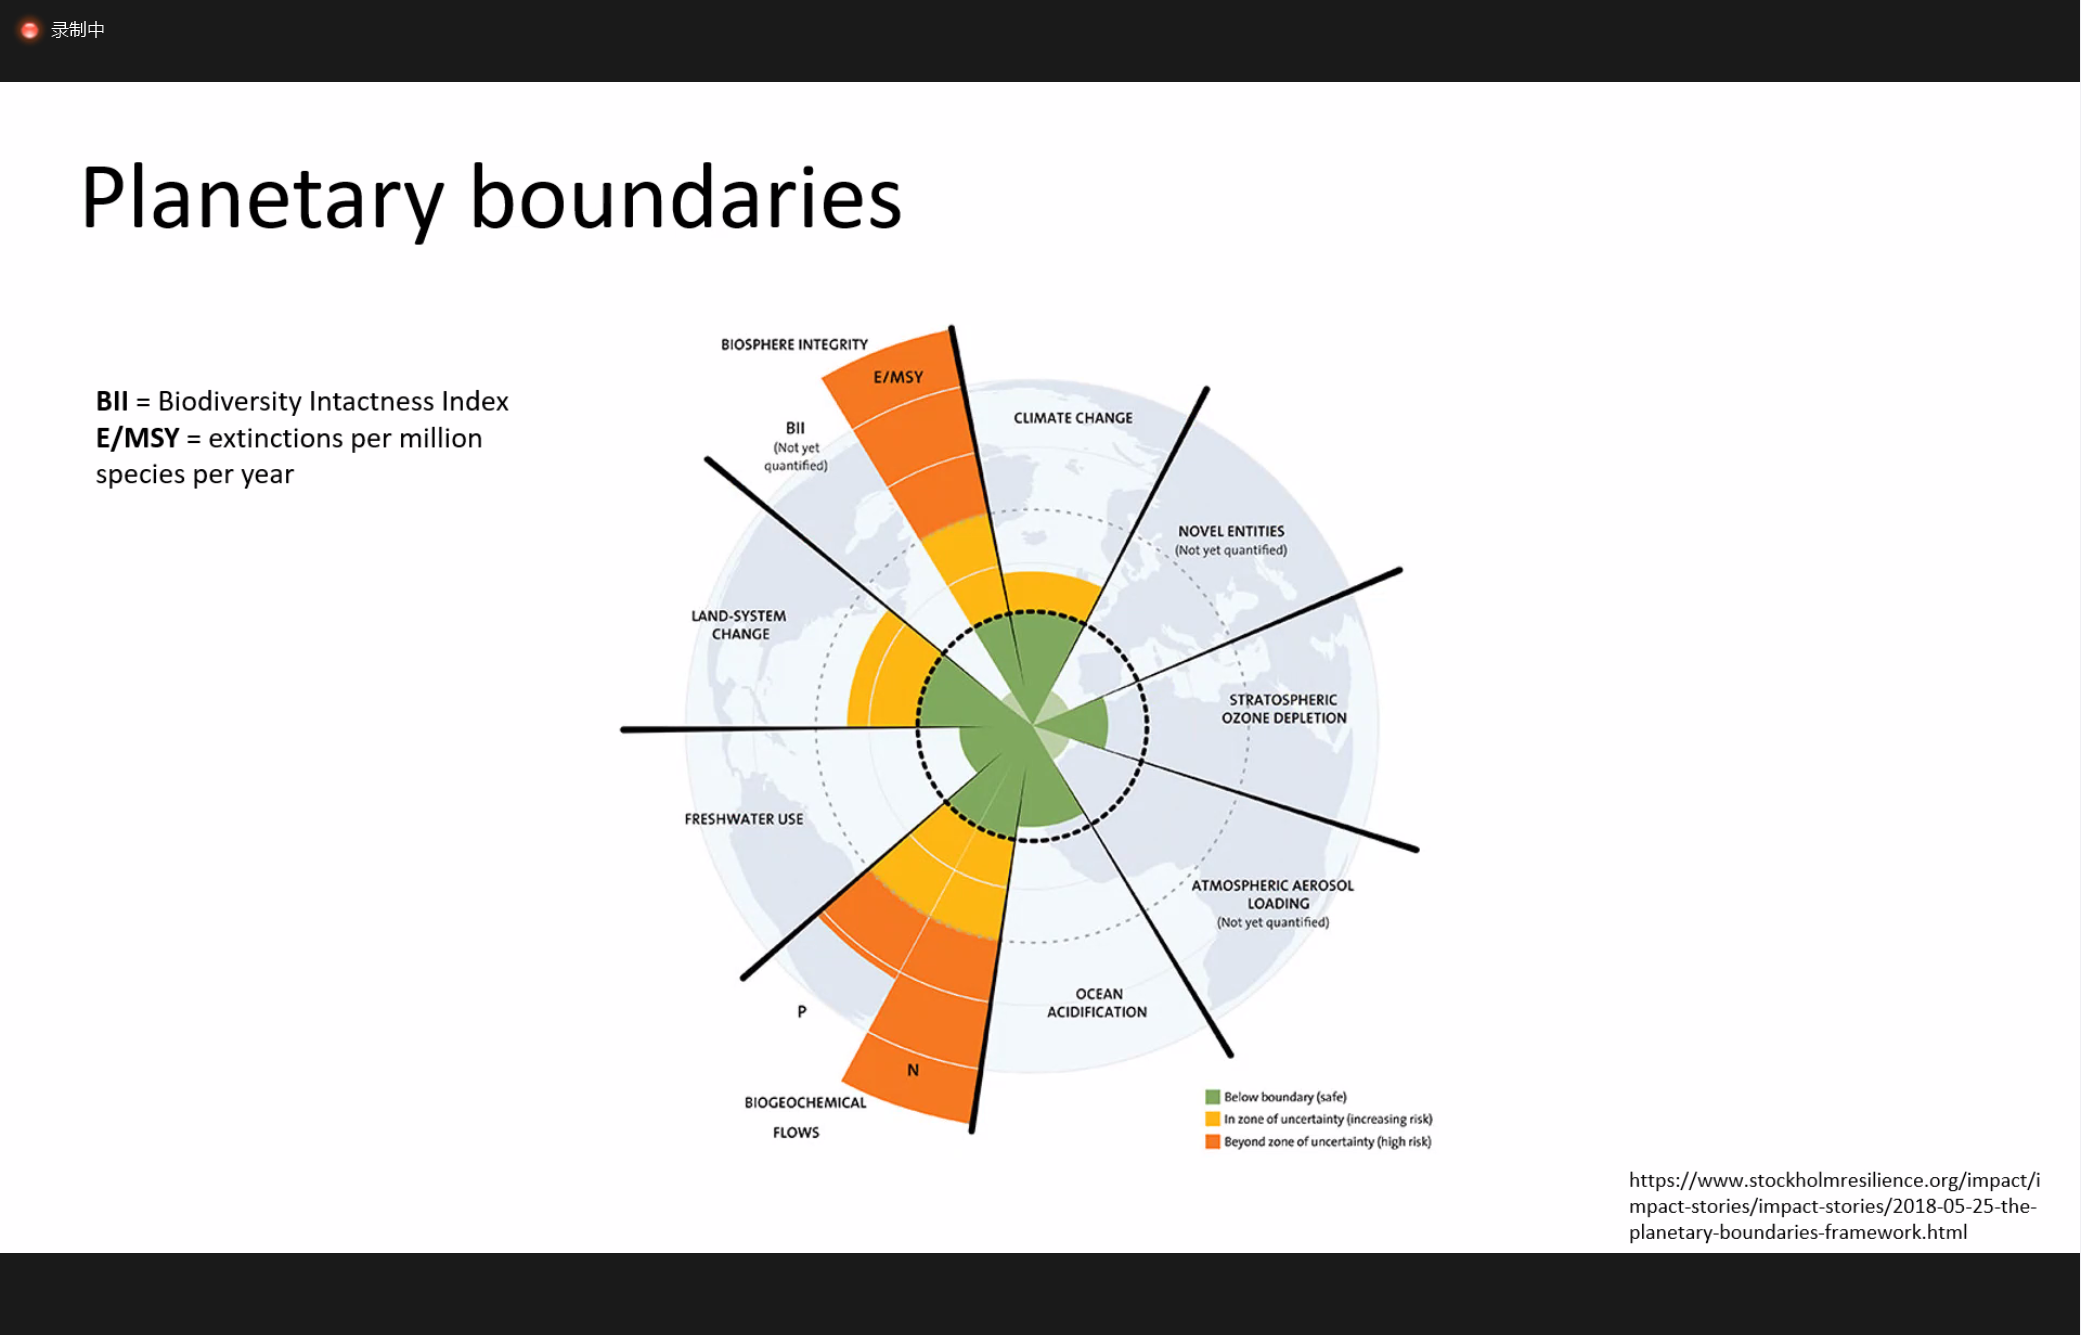 录制中
Planetary boundaries
BII = Biodiversity Intactness Index
E/MSY = extinctions per million
species per year
BIOSPHERE INTEGRITY
E/MSY
BII
(Not yet
quantified)
CLIMATE CHANGE
NOVEL ENTITIES
(Not yet quantified)
LAND-SYSTEM
CHANGE
STRATOSPHERIC
OZONE DEPLETION
FRESHWATER USE
ATMOSPHERIC AEROSOL
LOADING
(Not yet quantified)
OCEAN
ACIDIFICATION
P
N
BIOGEOCHEMICAL
FLOWS
Below boundary (safe)
In zone of uncertainty (increasing risk)
Beyond zone of uncertainty (high risk)
https://www.stockholmresilience.org/impact/i
mpact-stories/impact-stories/2018-05-25-the-
planetary-boundaries-framework.html